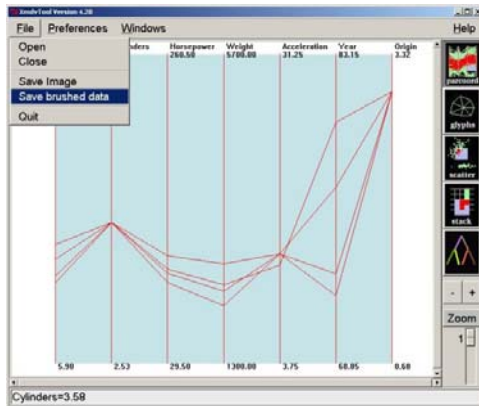 XmdvTool Version 4.20
File Preferences Windows Help
Open
Close
Save Image
Save brushed data
Quit
nders Horsepower Weight Acceleration Year Origin
260.50 5700.00 31.25 83.15 3.32
parcoord
glyphs
scatter
stack
- +
Zoom
1
5.90 2.53 29.50 1300.00 3.75 68.85 0.68
Cylinders=3.58